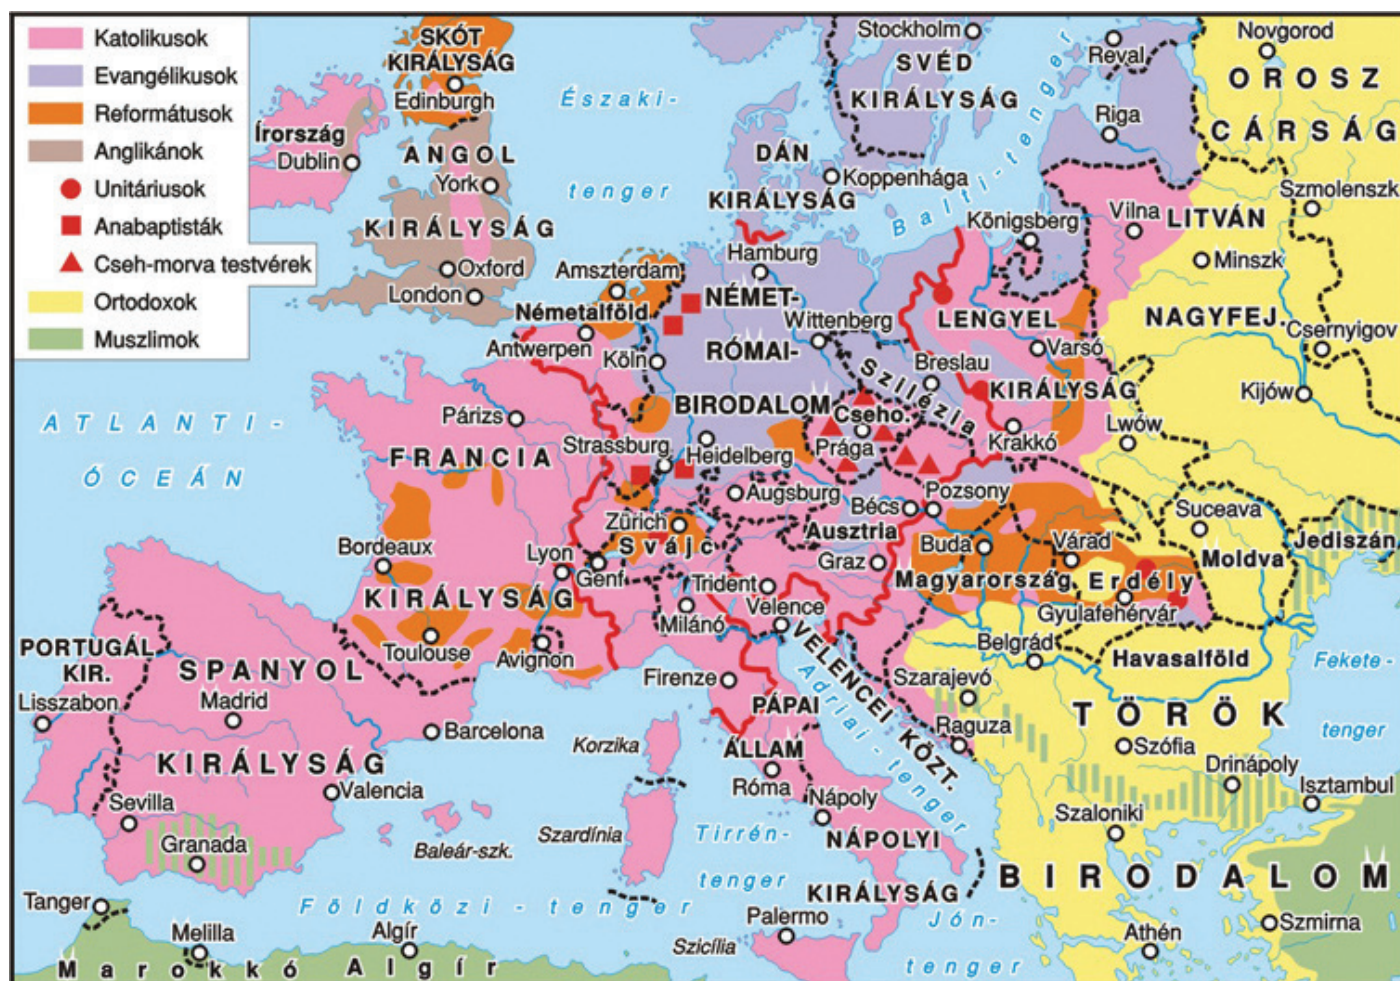 Katolikusok
Evangélikusok
Reformátusok
Anglikánok
Unitáriusok
Anabaptisták
Cseh-morva testvérek
Ortodoxok
Muszlimok
SKÓT
KIRÁLYSÁG
Edinburgh
Írország
Dublin
ANGOL
York
KIRÁLYSÁG
Oxford
London
Északi-
tenger
Stockholm
SVÉD
KIRÁLYSÁG
DÁN
Koppenhága
KIRÁLYSÁG
Balti-tenger
Reval
Riga
Novgorod
OROSZ
CÁRSÁG
Szmolenszk
Vilna
LITVÁN
Minszk
NAGYFEJ.
Csernyigov
Kijów
Königsberg
Hamburg
Amszterdam
Németalföld
Antwerpen
Köln
NÉMET-
Wittenberg
RÓMAI-
BIRODALOM
Breslau
Szilézia
LENGYEL
Varsó
KIRÁLYSÁG
Krakkó
Lwów
Cseho.
Prága
Strassburg
Heidelberg
Augsburg
Bécs
Pozsony
Ausztria
Graz
Zürich
Svájc
Genf
ATLANTI-
ÓCEÁN
Párizs
FRANCIA
Bordeaux
Lyon
KIRÁLYSÁG
Toulouse
Avignon
Trident
Velence
Milánó
Firenze
VELENCEI KÖZT.
Adriai-tenger
Buda
Magyarország
Várad
Erdély
Gyulafehérvár
Suceava
Moldva
Jediszán
Belgrád
Havasalföld
Szarajevó
Raguza
Fekete-
tenger
PORTUGÁL
KIR.
Lisszabon
SPANYOL
Madrid
KIRÁLYSÁG
Barcelona
Valencia
Sevilla
Granada
Baleár-szk.
Korzika
Szardínia
PÁPAI
ÁLLAM
Róma
Nápoly
NÁPOLYI
KIRÁLYSÁG
Tirrén-
tenger
Palermo
Szicília
Jón-
tenger
TÖRÖK
Szófia
Drinápoly
Isztambul
Szaloniki
BIRODALOM
Szmirna
Athén
Földközi-tenger
Tanger
Melilla
Algír
Marokkó
Algír